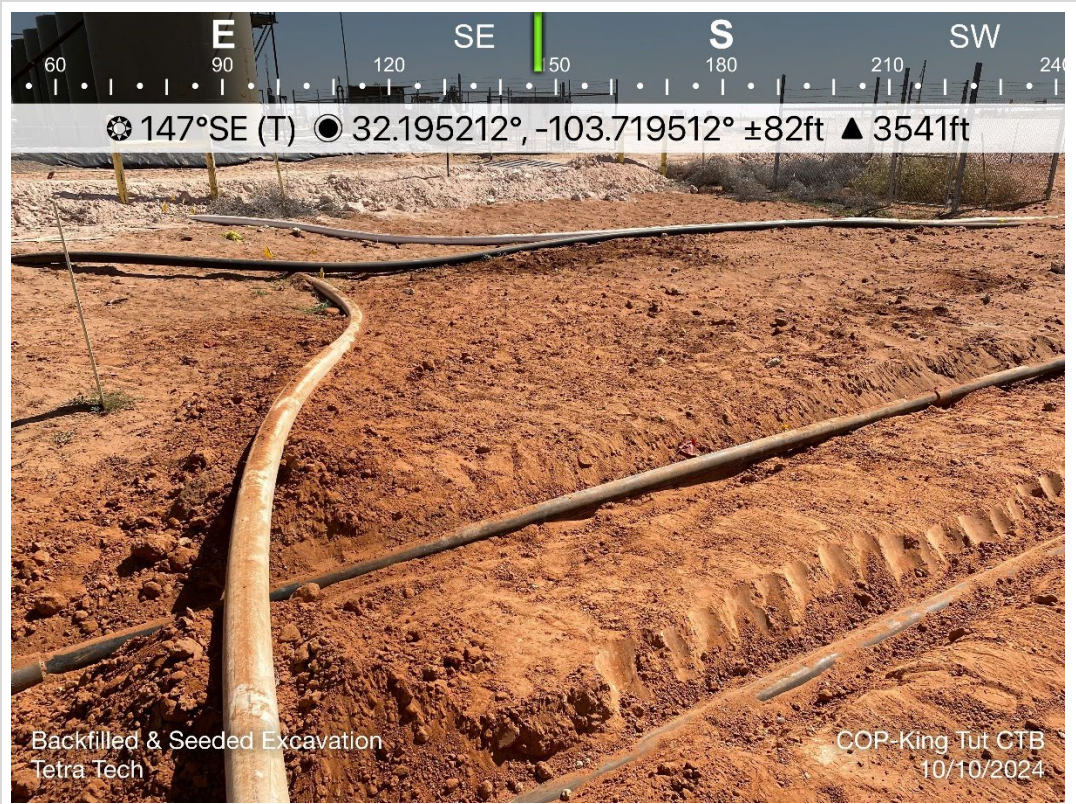 E SE S SW
60 90 120 150 180 210 240
147°SE (T) 32.195212°, -103.719512° ±82ft ▲ 3541ft
Backfilled & Seeded Excavation
Tetra Tech
COP-King Tut CTB
10/10/2024